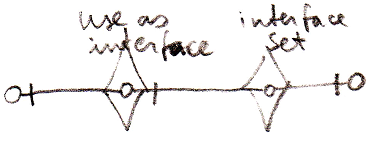 use as
interface
interface
set